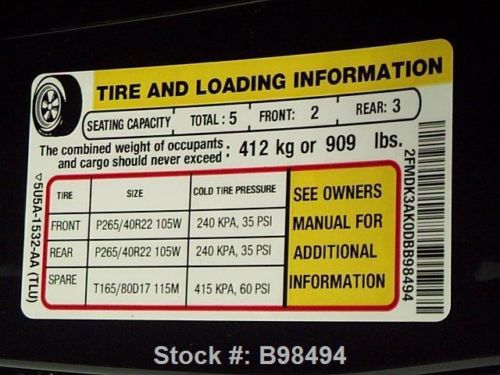 TIRE AND LOADING INFORMATION
SEATING CAPACITY TOTAL : 5 FRONT: 2 REAR: 3
The combined weight of occupants
and cargo should never exceed : 412 kg or 909 lbs.
TIRE SIZE COLD TIRE PRESSURE
FRONT P265/40R22 105W 240 KPA, 35 PSI
REAR P265/40R22 105W 240 KPA, 35 PSI
SPARE T165/80D17 115M 415 KPA, 60 PSI
SEE OWNERS
MANUAL FOR
ADDITIONAL
INFORMATION
5U5A-1532-AA (TLU)
2FMDK3AK0DBB98494
Stock #: B98494